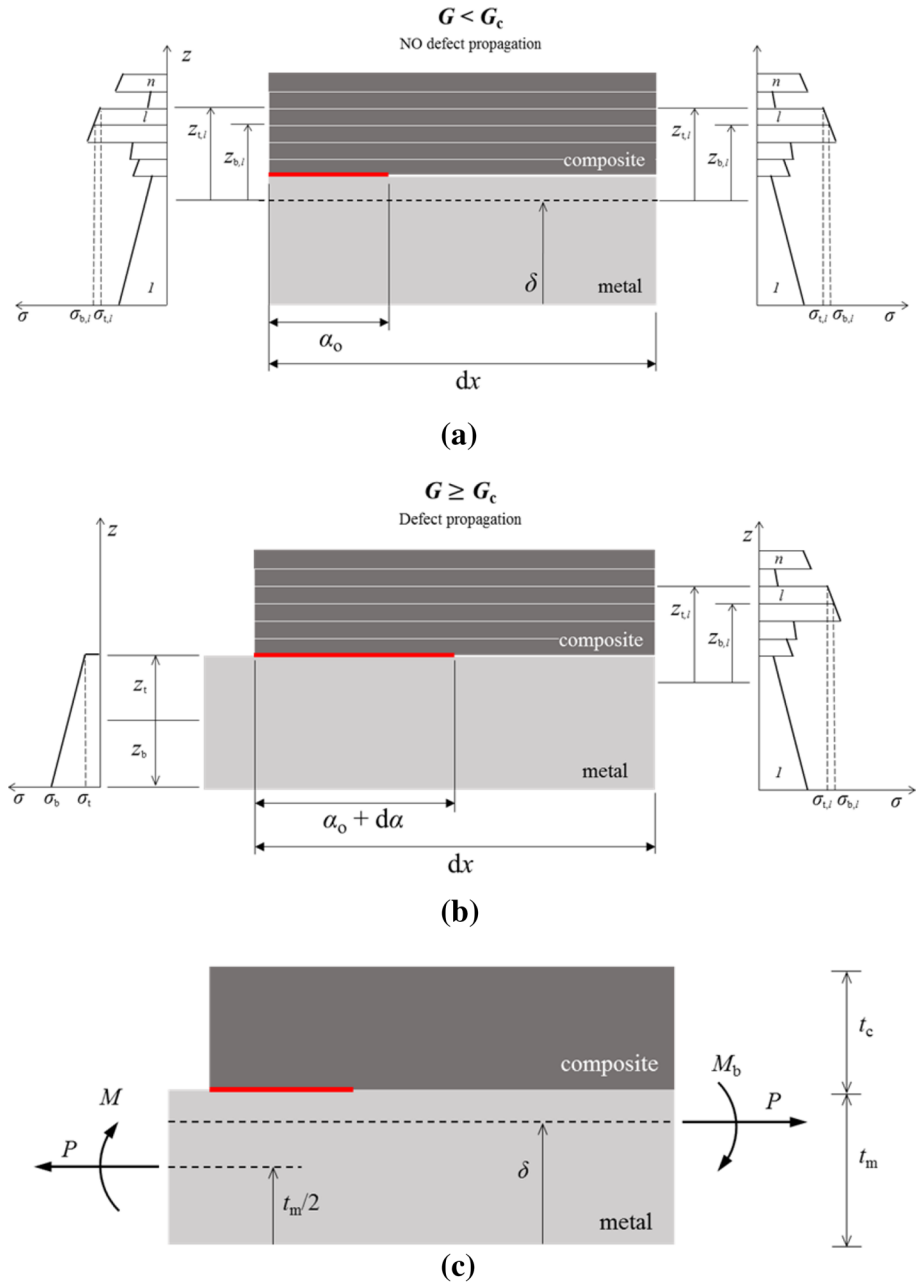 G < Gc
NO defect propagation
z
z
n
n
l
l
zt,l
zb,l
zt,l
zb,l
composite
δ
metal
1
1
σ
σb,l
σt,l
σt,l
σb,l
σ
αo
dx
(a)
G ≥ Gc
Defect propagation
z
z
n
l
zt,l
zb,l
composite
zt
zb
metal
1
σ
σb
σt
σt,l
σb,l
σ
αo + dα
dx
(b)
composite
tc
M
Mb
P
P
tm
δ
tm/2
metal
(c)